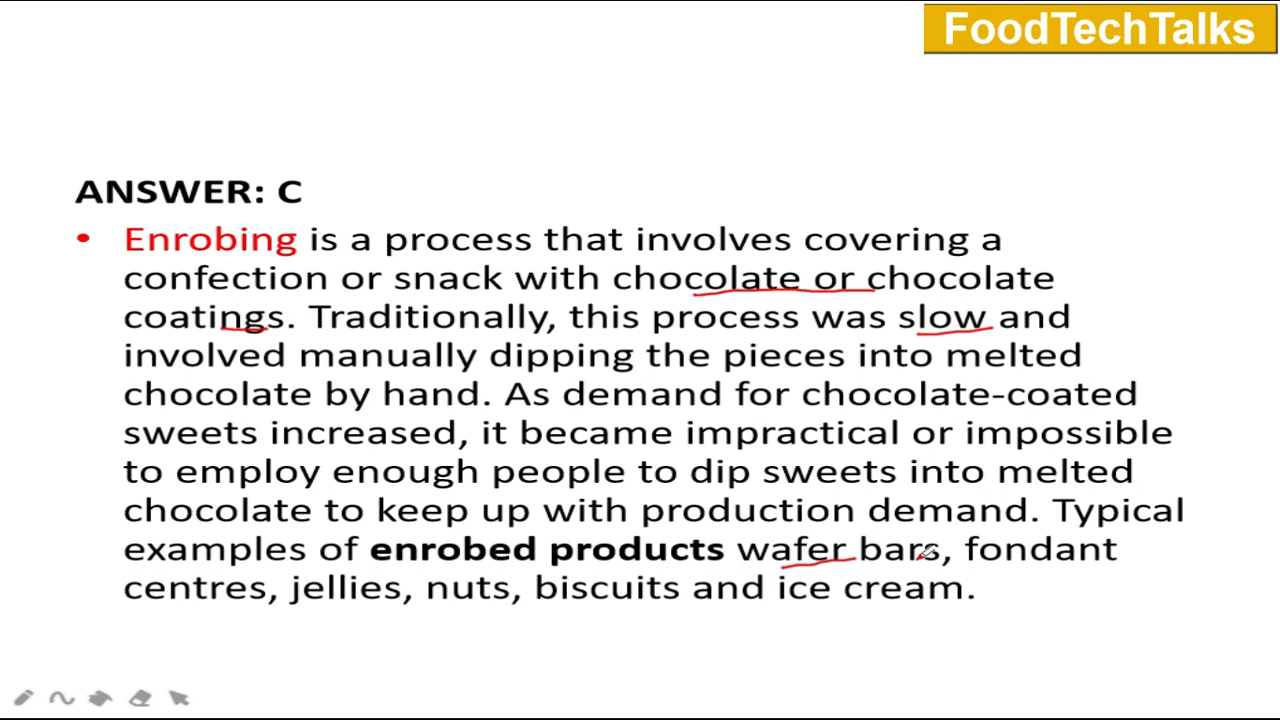 FoodTechTalks
ANSWER: C
• Enrobing is a process that involves covering a
confection or snack with chocolate or chocolate
coatings. Traditionally, this process was slow and
involved manually dipping the pieces into melted
chocolate by hand. As demand for chocolate-coated
sweets increased, it became impractical or impossible
to employ enough people to dip sweets into melted
chocolate to keep up with production demand. Typical
examples of enrobed products wafer bars, fondant
centres, jellies, nuts, biscuits and ice cream.